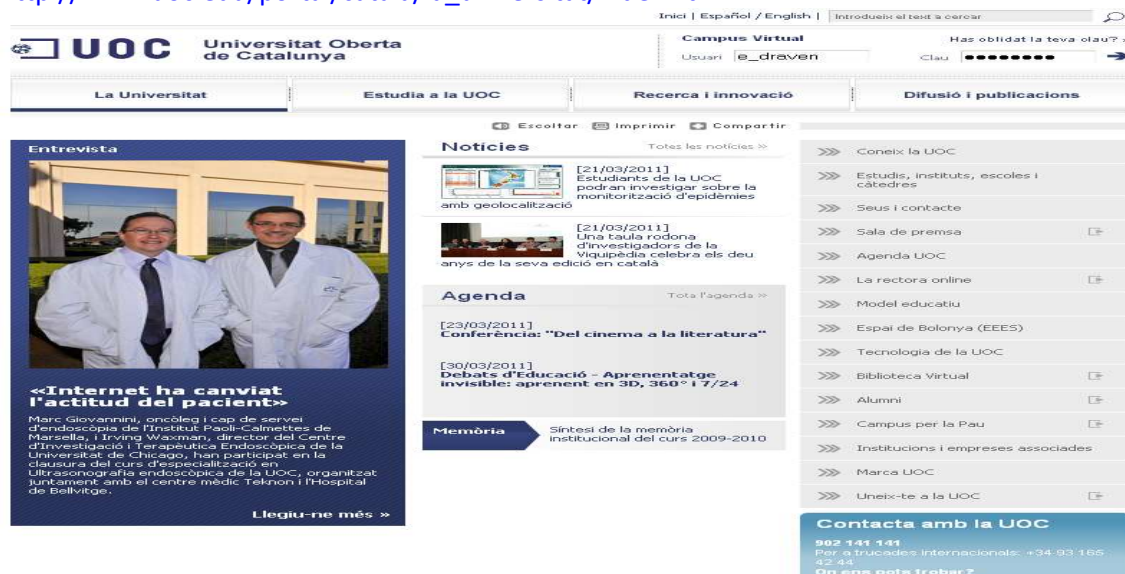 Inici | Español / English | Introdueix el text a cercar
UOC Universitat Oberta
de Catalunya
Campus Virtual
Has oblidat la teva clau? »
Usuari e_draven
Clau ●●●●●●●●
La Universitat
Estudia a la UOC
Recerca i innovació
Difusió i publicacions
Escoltar Imprimir Compartir
Entrevista
«Internet ha canviat
l'actitud del pacient»
Marc Giovannini, oncòleg i cap de servei
d'endoscòpia de l'Institut Paoli-Calmettes de
Marsella, i Irving Waxman, director del Centre
d'Investigació i Terapèutica Endoscòpica de la
Universitat de Chicago, han participat en la
clausura del curs d'especialització en
Ultrasonografia endoscòpica de la UOC, organitzat
juntament amb el centre mèdic Teknon i l'Hospital
de Bellvitge.
Llegiu-ne més »
Notícies
Totes les notícies »
[21/03/2011]
Estudiants de la UOC
podran investigar sobre la
monitorització d'epidèmies
amb geolocalització
[21/03/2011]
Una taula rodona
d'investigadors de la
Viquipèdia celebra els deu
anys de la seva edició en català
Agenda
Tota l'agenda »
[23/03/2011]
Conferència: "Del cinema a la literatura"
[30/03/2011]
Debats d'Educació - Aprenentatge
invisible: aprenent en 3D, 360° i 7/24
Memòria
Síntesi de la memòria
institucional del curs 2009-2010
Coneix la UOC
Estudis, instituts, escoles i
càtedres
Seus i contacte
Sala de premsa
Agenda UOC
La rectora online
Model educatiu
Espai de Bolonya (EEES)
Tecnologia de la UOC
Biblioteca Virtual
Alumni
Campus per la Pau
Institucions i empreses associades
Marca UOC
Uneix-te a la UOC
Contacta amb la UOC
902 141 141
Per a trucades internacionals: +34 93 165
42 44
On ens pots trobar?